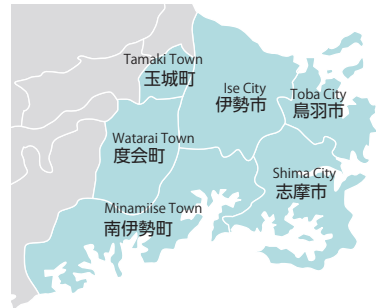 Tamaki Town
玉城町
Ise City
伊勢市
Toba City
鳥羽市
Watarai Town
度会町
Shima City
志摩市
Minamiise Town
南伊勢町